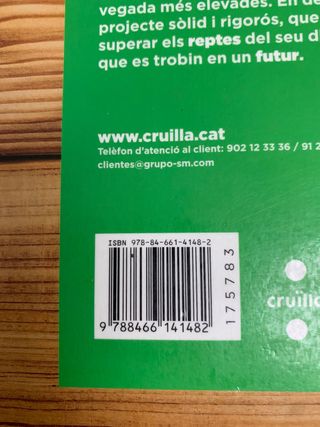 vegada més elevades. En de
projecte sòlid i rigorós, que
superar els reptes del seu d
que es trobin en un futur.
www.cruilla.cat
Telèfon d'atenció al client: 902 12 33 36 / 91 2
clientes@grupo-sm.com
ISBN 978-84-661-4148-2
9 788466 141482
175783
cruilla